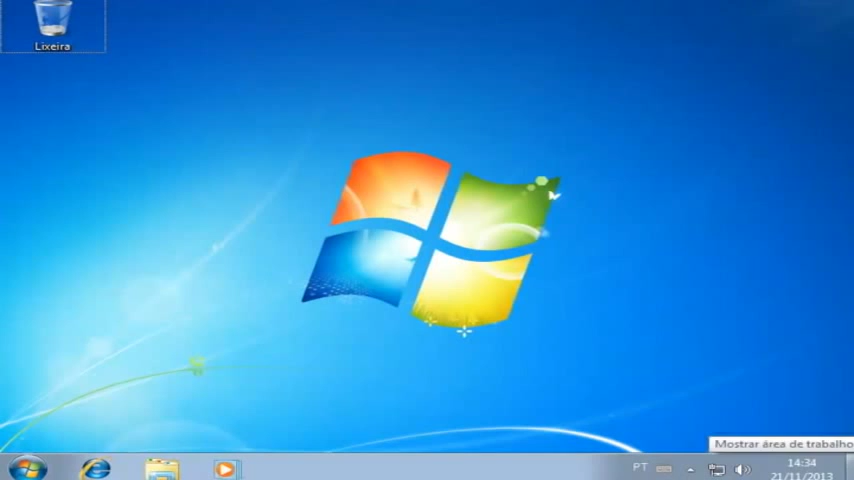 Lixeira
Mostrar área de trabalho
PT
14:34
21/11/2013